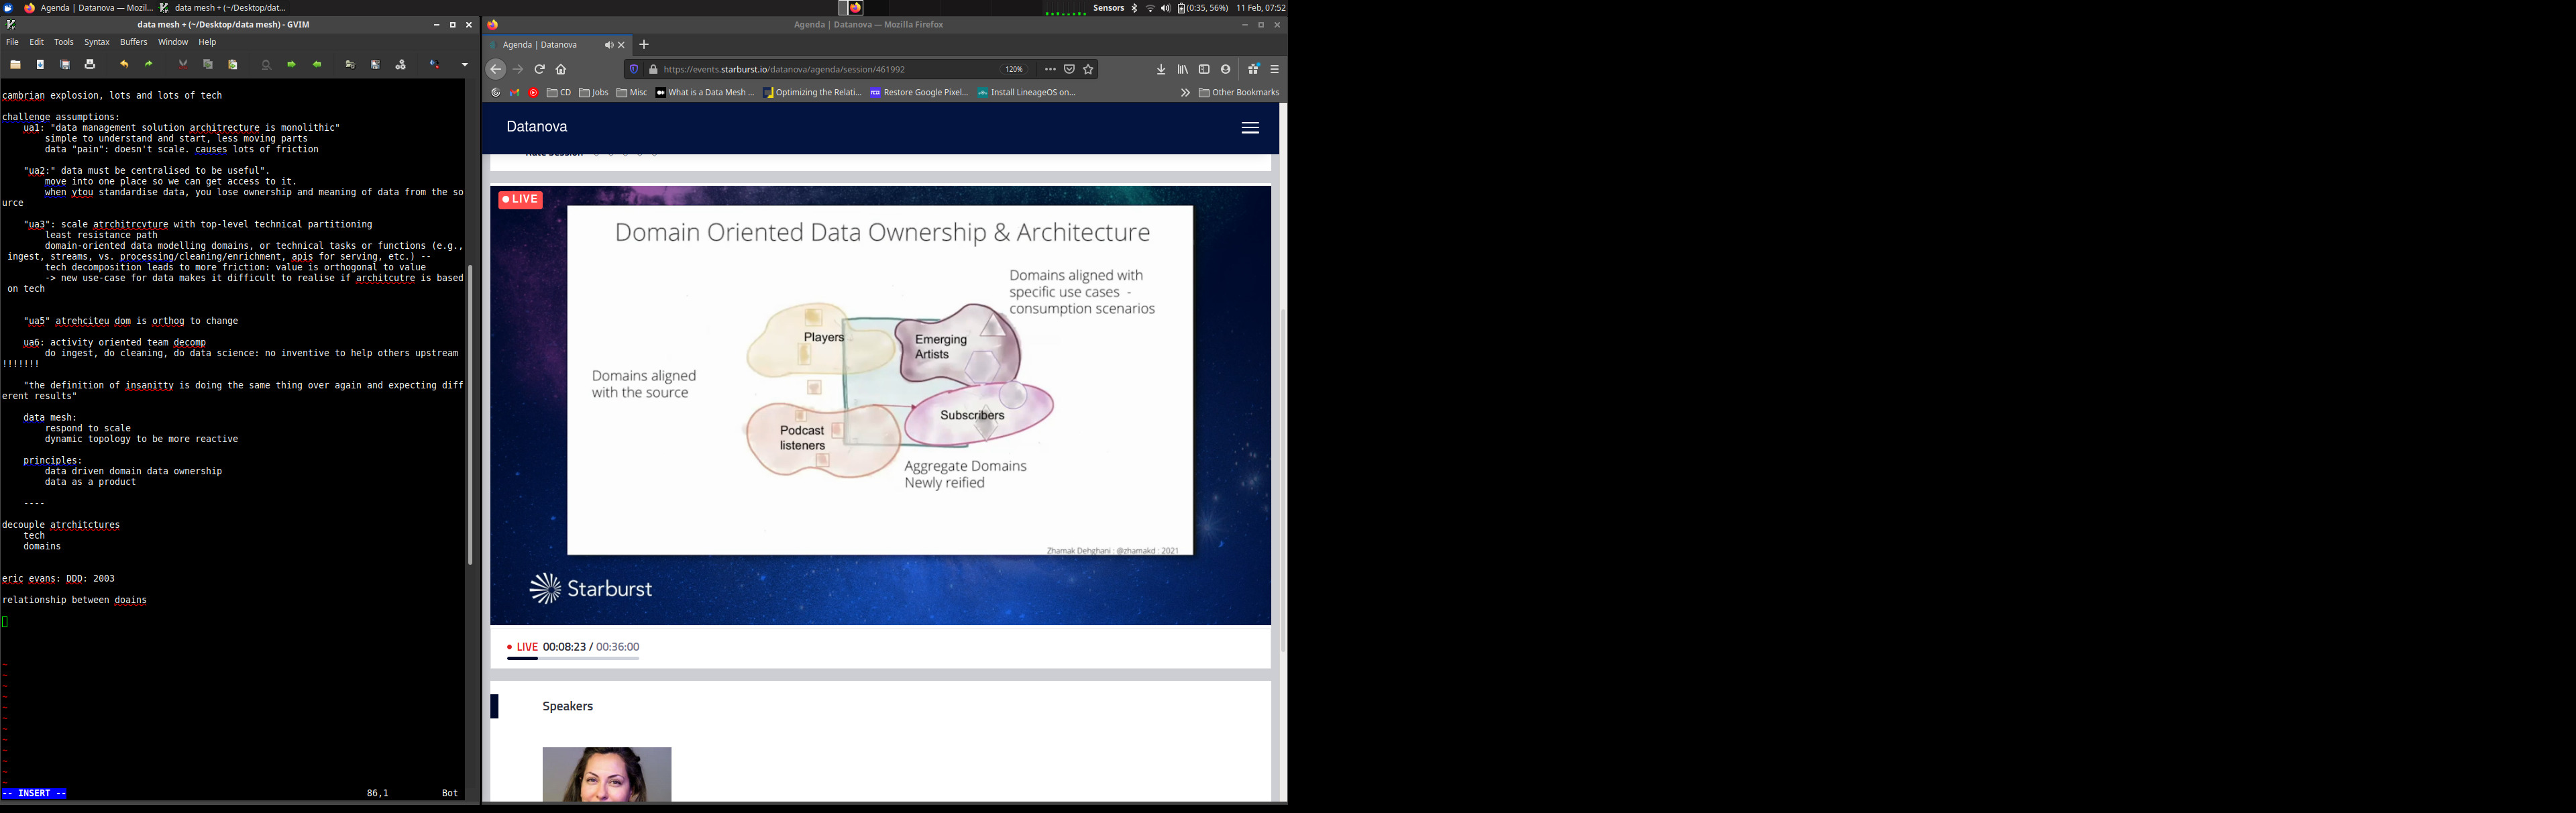 Agenda | Datanova — Mozil...
data mesh + (~/Desktop/dat...
Sensors
(0:35, 56%)
11 Feb, 07:52
data mesh + (~/Desktop/data mesh) - GVIM
File Edit Tools Syntax Buffers Window Help
cambrian explosion, lots and lots of tech
challenge assumptions:
ua1: "data management solution architrecture is monolithic"
simple to understand and start, less moving parts
data "pain": doesn't scale. causes lots of friction
"ua2:" data must be centralised to be useful".
move into one place so we can get access to it.
when ytou standardise data, you lose ownership and meaning of data from the so
urce
"ua3": scale atrchitrcvture with top-level technical partitioning
least resistance path
domain-oriented data modelling domains, or technical tasks or functions (e.g.,
ingest, streams, vs. processing/cleaning/enrichment, apis for serving, etc.) --
tech decomposition leads to more friction: value is orthogonal to value
-> new use-case for data makes it difficult to realise if architcutre is based
on tech
"ua5" atrehciteu dom is orthog to change
ua6: activity oriented team decomp
do ingest, do cleaning, do data science: no inventive to help others upstream
!!!!!!!
"the definition of insanitty is doing the same thing over again and expecting diff
erent results"
data mesh:
respond to scale
dynamic topology to be more reactive
principles:
data driven domain data ownership
data as a product
----
decouple atrchitctures
tech
domains
eric evans: DDD: 2003
relationship between doains
~
~
~
~
~
~
~
~
~
~
~
~
-- INSERT --
86,1
Bot
Agenda | Datanova — Mozilla Firefox
Agenda | Datanova
https://events.starburst.io/datanova/agenda/session/461992
120%
CD
Jobs
Misc
What is a Data Mesh ...
Optimizing the Relati...
Restore Google Pixel...
Install LineageOS on...
Other Bookmarks
Datanova
LIVE
Domain Oriented Data Ownership & Architecture
Domains aligned with
specific use cases -
consumption scenarios
Players
Emerging
Artists
Domains aligned
with the source
Subscribers
Podcast
listeners
Aggregate Domains
Newly reified
Zhamak Dehghani : @zhamakd : 2021
Starburst
LIVE 00:08:23 / 00:36:00
Speakers